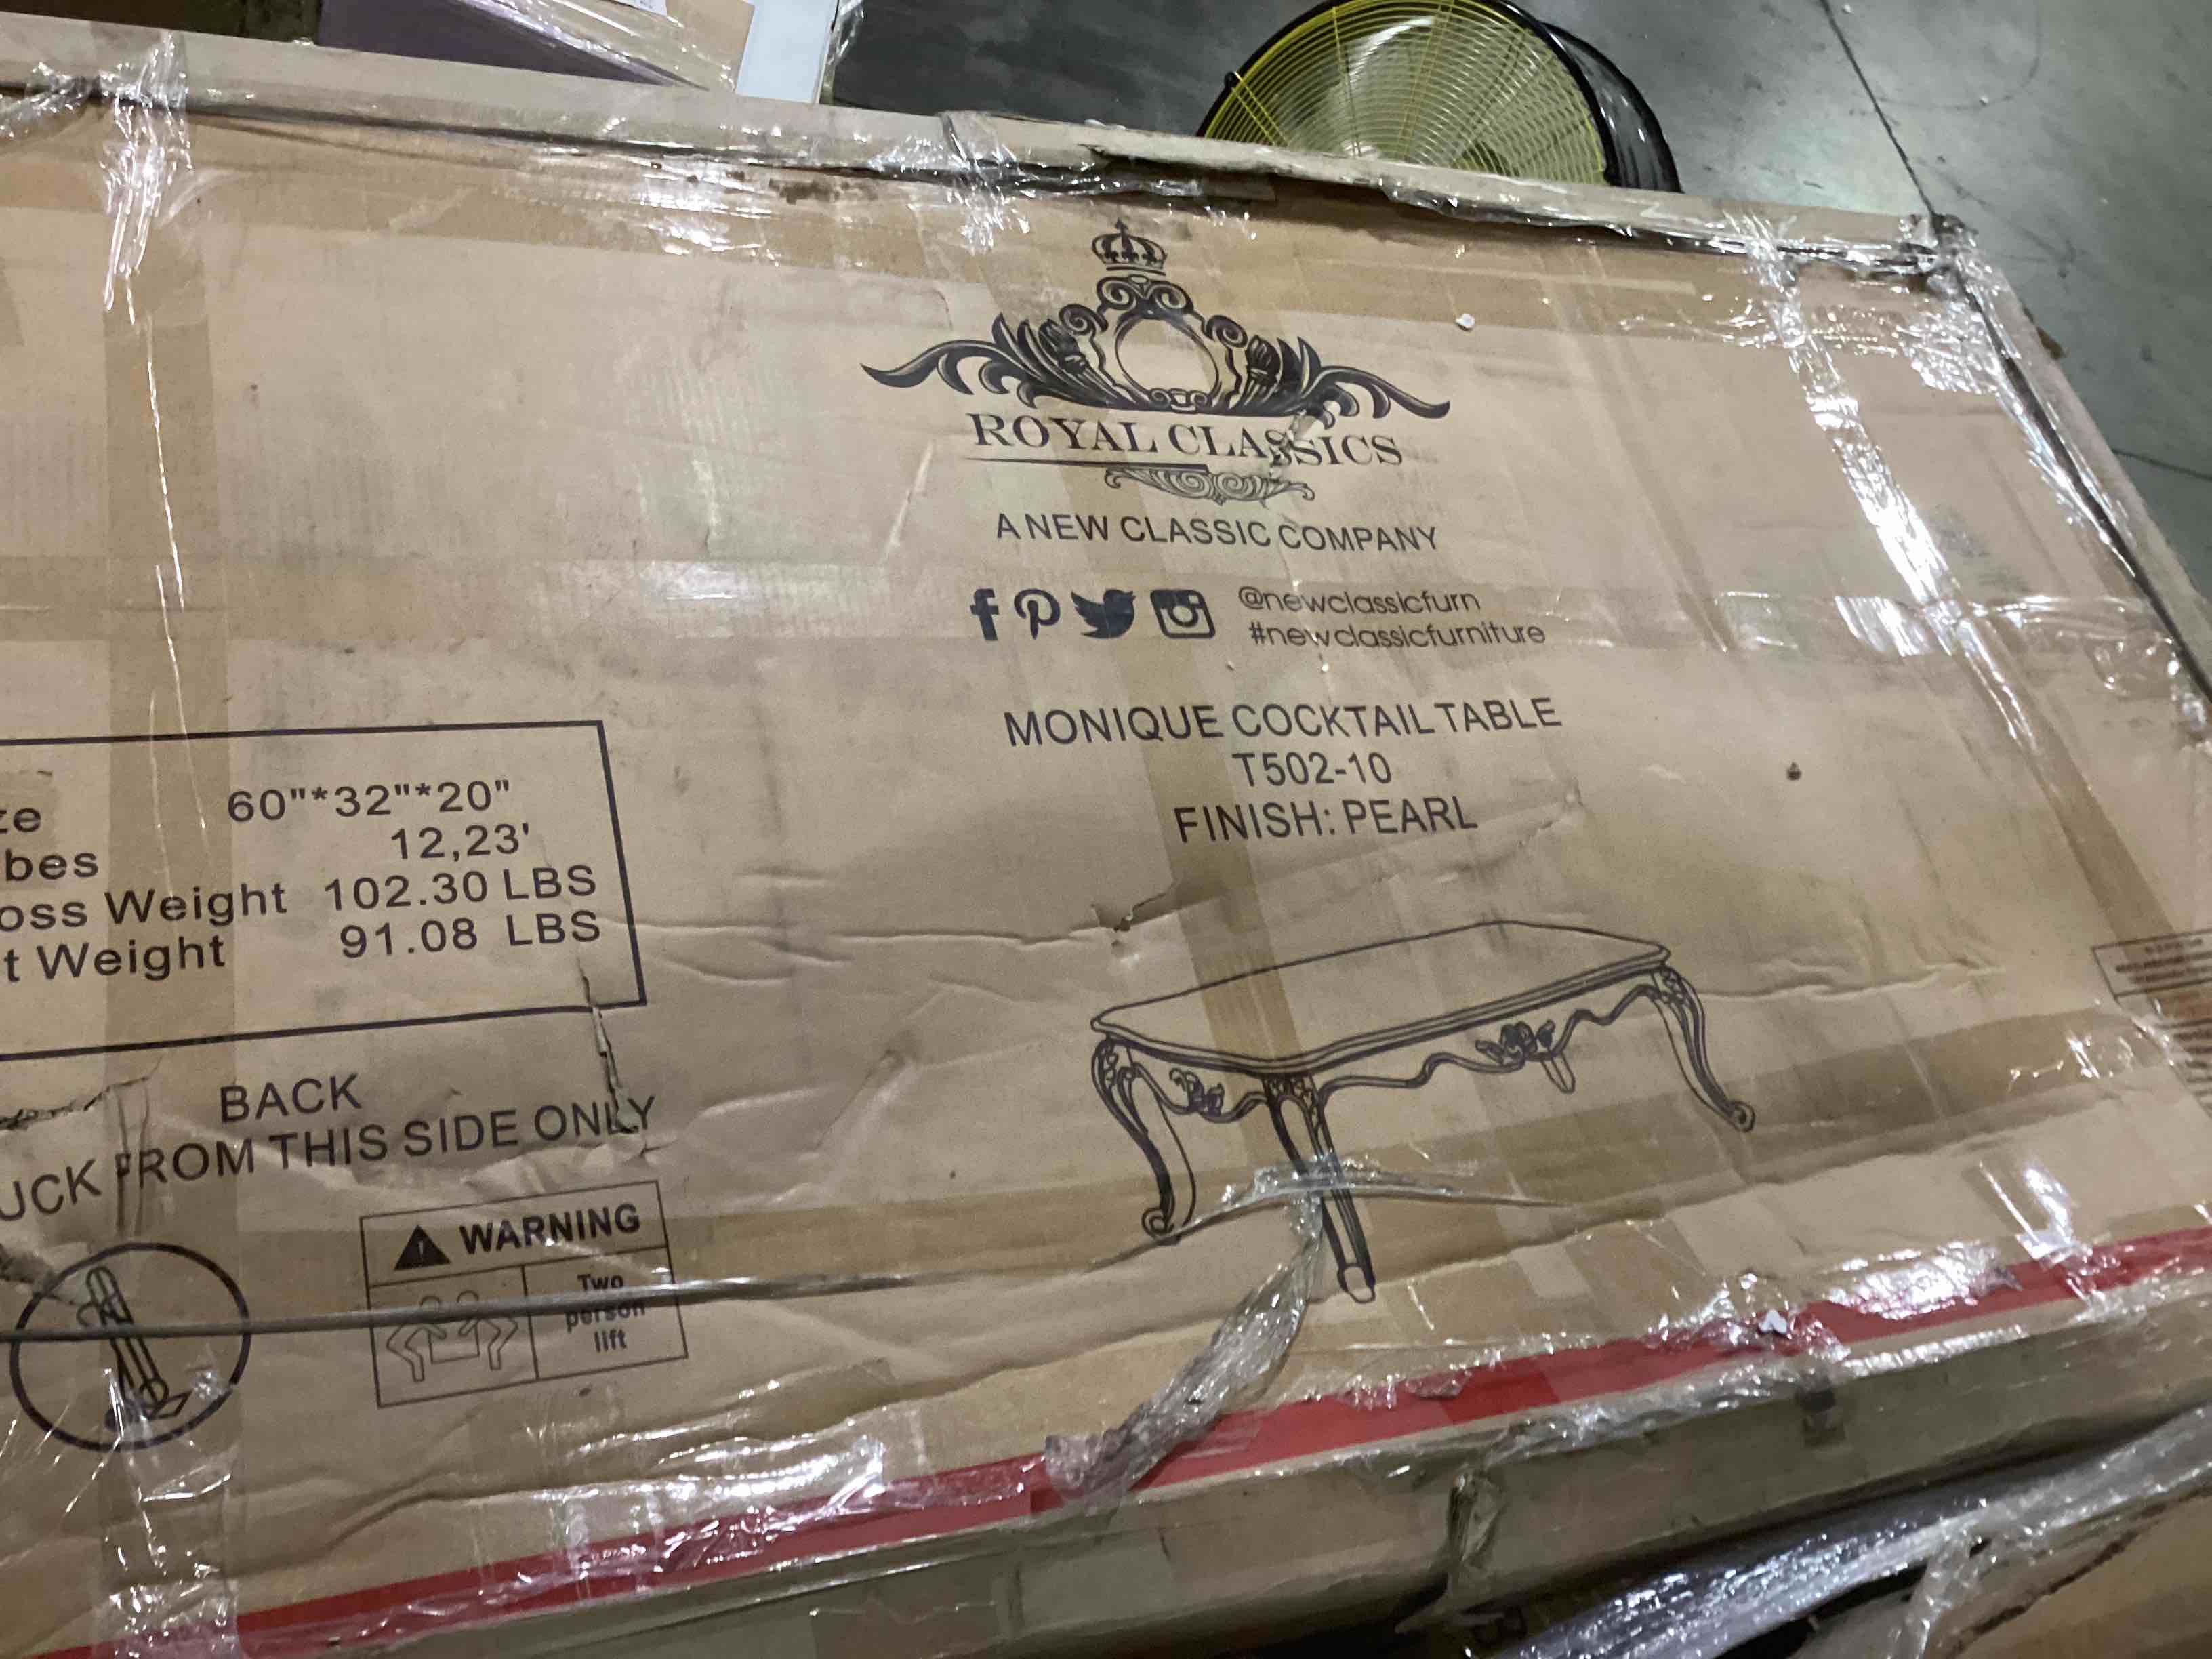 ROYAL CLASSICS
A NEW CLASSIC COMPANY
@newclassicfurn
#newclassicfurniture
MONIQUE COCKTAIL TABLE
T502-10
FINISH: PEARL
ze 60"*32"*20"
bes 12,23'
oss Weight 102.30 LBS
t Weight 91.08 LBS
BACK
UCK FROM THIS SIDE ONLY
WARNING
Two
person
lift